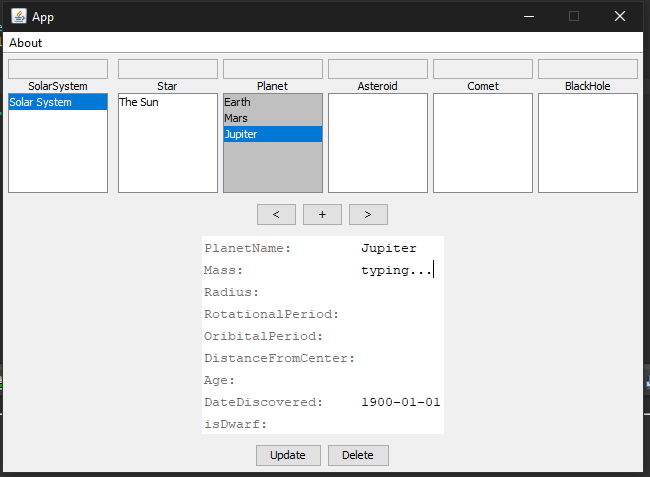 App
About
SolarSystem Star Planet Asteroid Comet BlackHole
Solar System The Sun Earth
Mars
Jupiter
< + >
PlanetName: Jupiter
Mass: typing...
Radius:
RotationalPeriod:
OribitalPeriod:
DistanceFromCenter:
Age:
DateDiscovered: 1900-01-01
isDwarf:
Update Delete